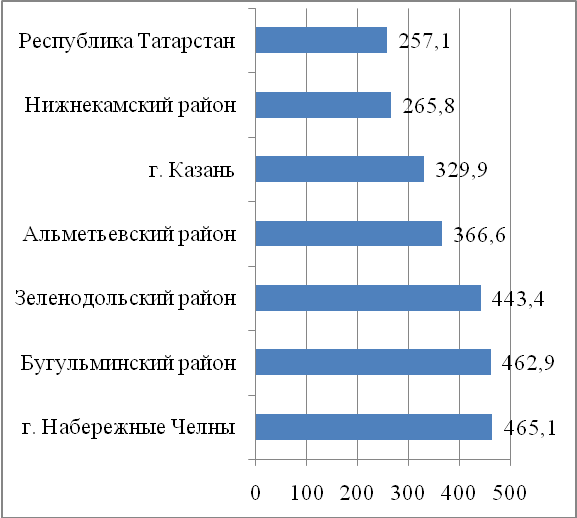 Республика Татарстан 257,1
Нижнекамский район 265,8
г. Казань 329,9
Альметьевский район 366,6
Зеленодольский район 443,4
Бугульминский район 462,9
г. Набережные Челны 465,1
0 100 200 300 400 500